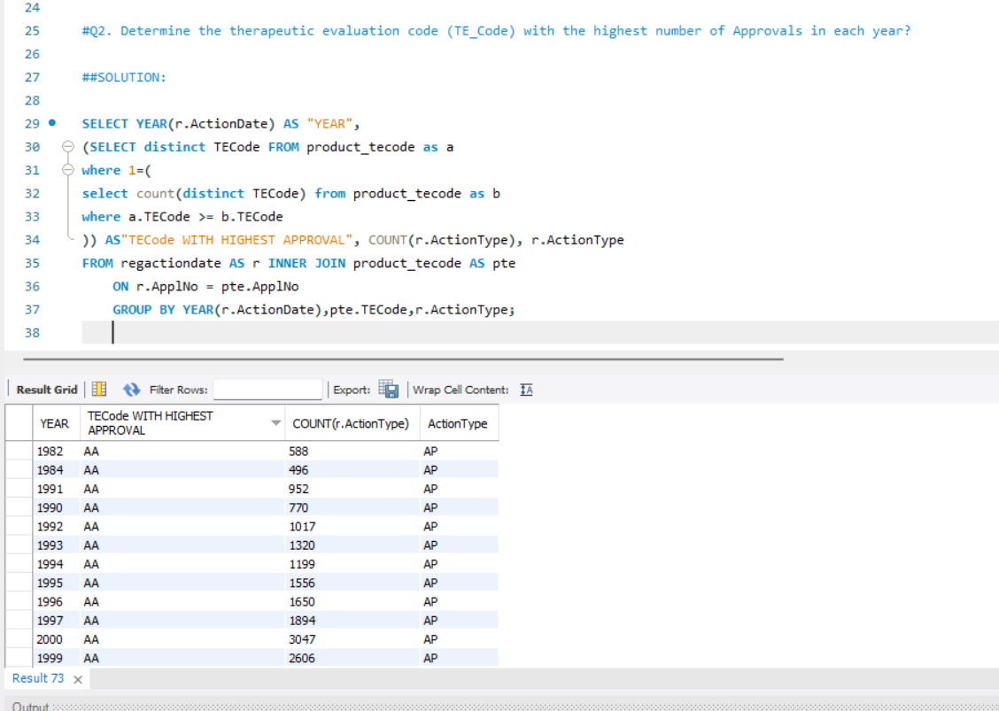 24
25 #Q2. Determine the therapeutic evaluation code (TE_Code) with the highest number of Approvals in each year?
26
27 ##SOLUTION:
28
29 SELECT YEAR(r.ActionDate) AS "YEAR",
30 (SELECT distinct TECode FROM product_tecode as a
31 where 1=(
32 select count(distinct TECode) from product_tecode as b
33 where a.TECode >= b.TECode
34 )) AS"TECode WITH HIGHEST APPROVAL", COUNT(r.ActionType), r.ActionType
35 FROM regactiondate AS r INNER JOIN product_tecode AS pte
36 ON r.ApplNo = pte.ApplNo
37 GROUP BY YEAR(r.ActionDate),pte.TECode,r.ActionType;
38
Result Grid Filter Rows: Export: Wrap Cell Content: IA
YEAR TECode WITH HIGHEST APPROVAL COUNT(r.ActionType) ActionType
1982 AA 588 AP
1984 AA 496 AP
1991 AA 952 AP
1990 AA 770 AP
1992 AA 1017 AP
1993 AA 1320 AP
1994 AA 1199 AP
1995 AA 1556 AP
1996 AA 1650 AP
1997 AA 1894 AP
2000 AA 3047 AP
1999 AA 2606 AP
Result 73 ×
Output